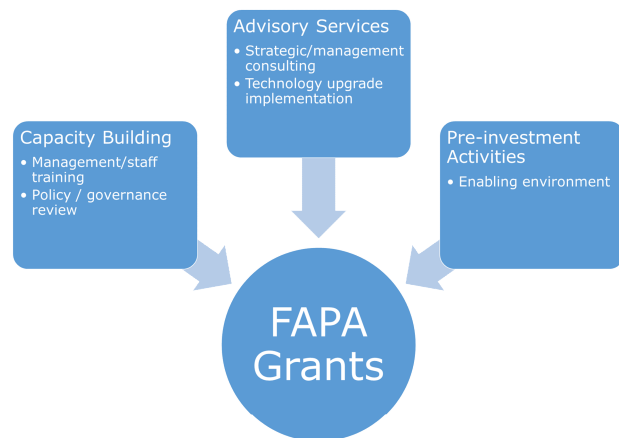 Advisory Services
• Strategic/management
consulting
• Technology upgrade
implementation
Capacity Building
• Management/staff
training
• Policy / governance
review
Pre-investment
Activities
• Enabling environment
FAPA
Grants